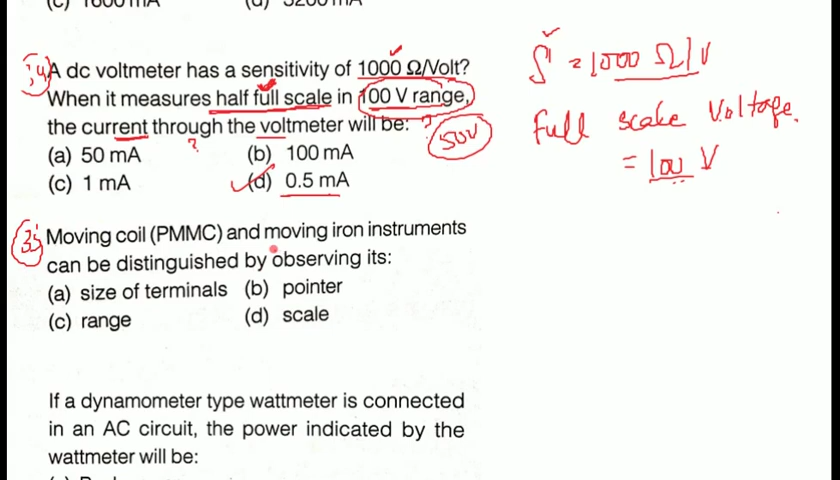 (c) 1600 mA (d) 3200 mA
34 A dc voltmeter has a sensitivity of 1000 Ω/Volt?
When it measures half full scale in 100 V range,
the current through the voltmeter will be: ?
?
50V
(a) 50 mA (b) 100 mA
(c) 1 mA (d) 0.5 mA
S = 1000 Ω/V
Full scale Voltage.
= 100 V
35 Moving coil (PMMC) and moving iron instruments
can be distinguished by observing its:
(a) size of terminals (b) pointer
(c) range (d) scale
If a dynamometer type wattmeter is connected
in an AC circuit, the power indicated by the
wattmeter will be: